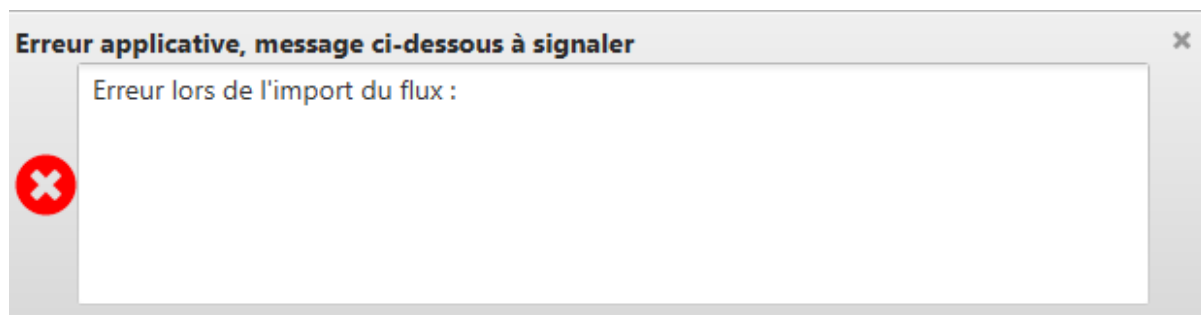 Erreur applicative, message ci-dessous à signaler
Erreur lors de l'import du flux :